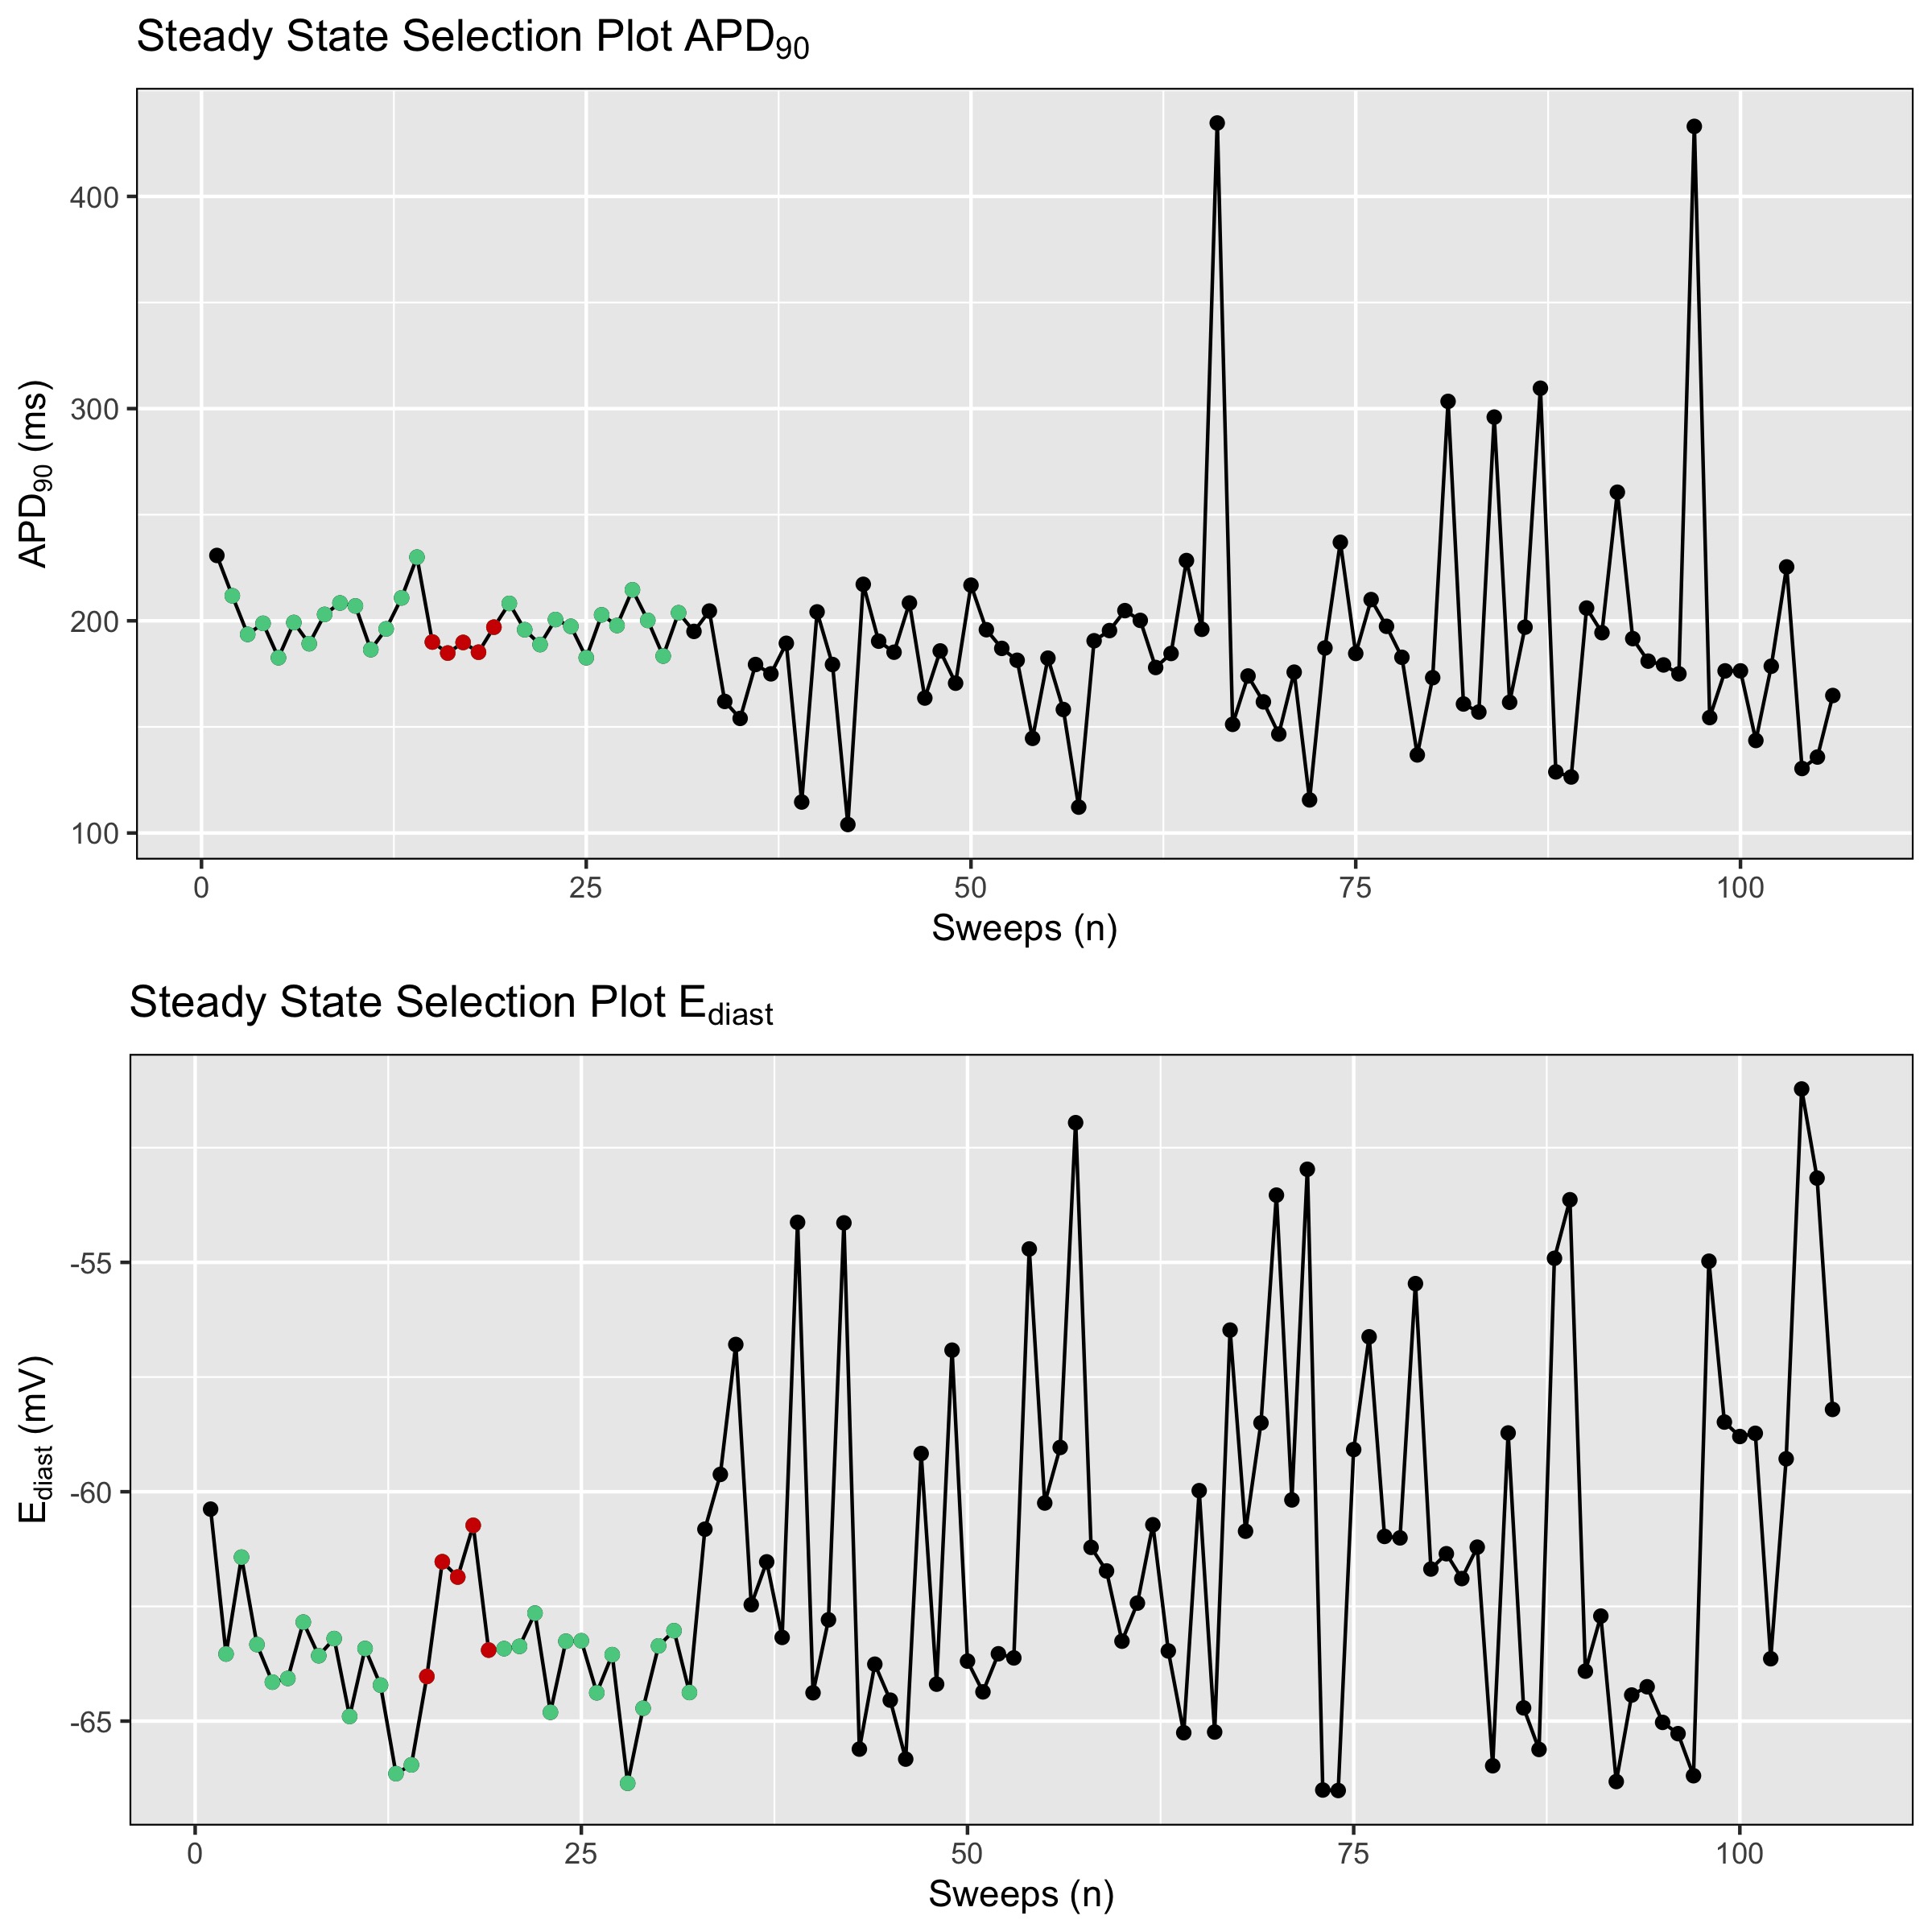 Steady State Selection Plot APD90
400
300
200
100
APD90 (ms)
0 25 50 75 100
Sweeps (n)
Steady State Selection Plot Ediast
-55
-60
-65
Ediast (mV)
0 25 50 75 100
Sweeps (n)